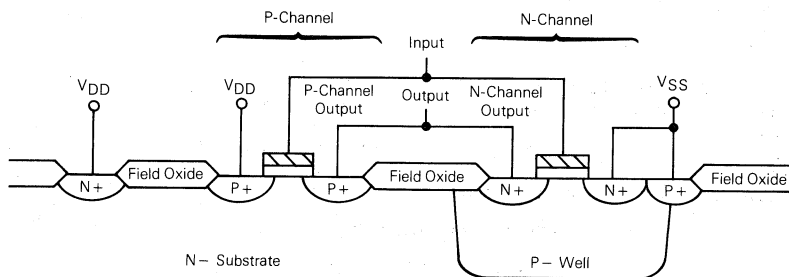 P-Channel
N-Channel
Input
VDD
VDD
P-Channel
Output
Output
N-Channel
Output
VSS
N+
Field Oxide
P+
P+
Field Oxide
N+
N+
P+
Field Oxide
N- Substrate
P- Well